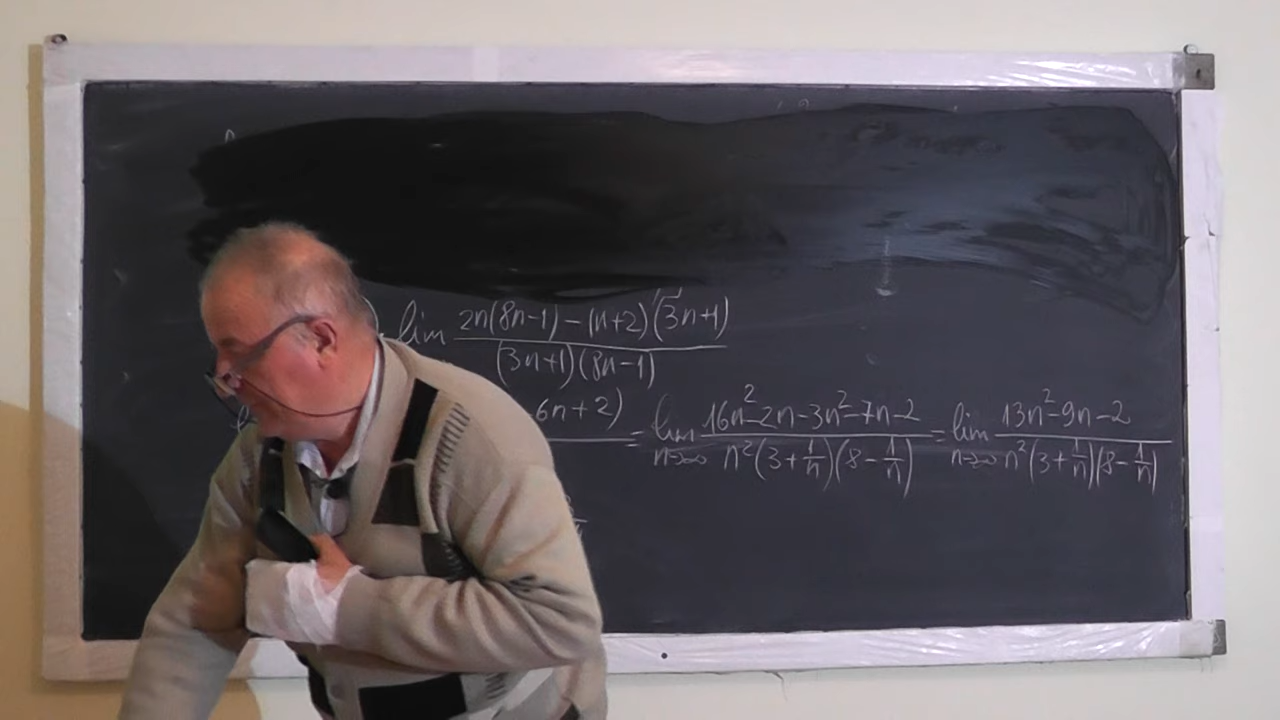 ) lim (2n(8n-1) - (n+2)(3n+1))/((3n+1)(8n-1))
6n+2) = lim n→∞ (16n²-2n-3n²-7n-2)/(n²(3+1/n)(8-1/n)) = lim n→∞ (13n²-9n-2)/(n²(3+1/n)(8-1/n))